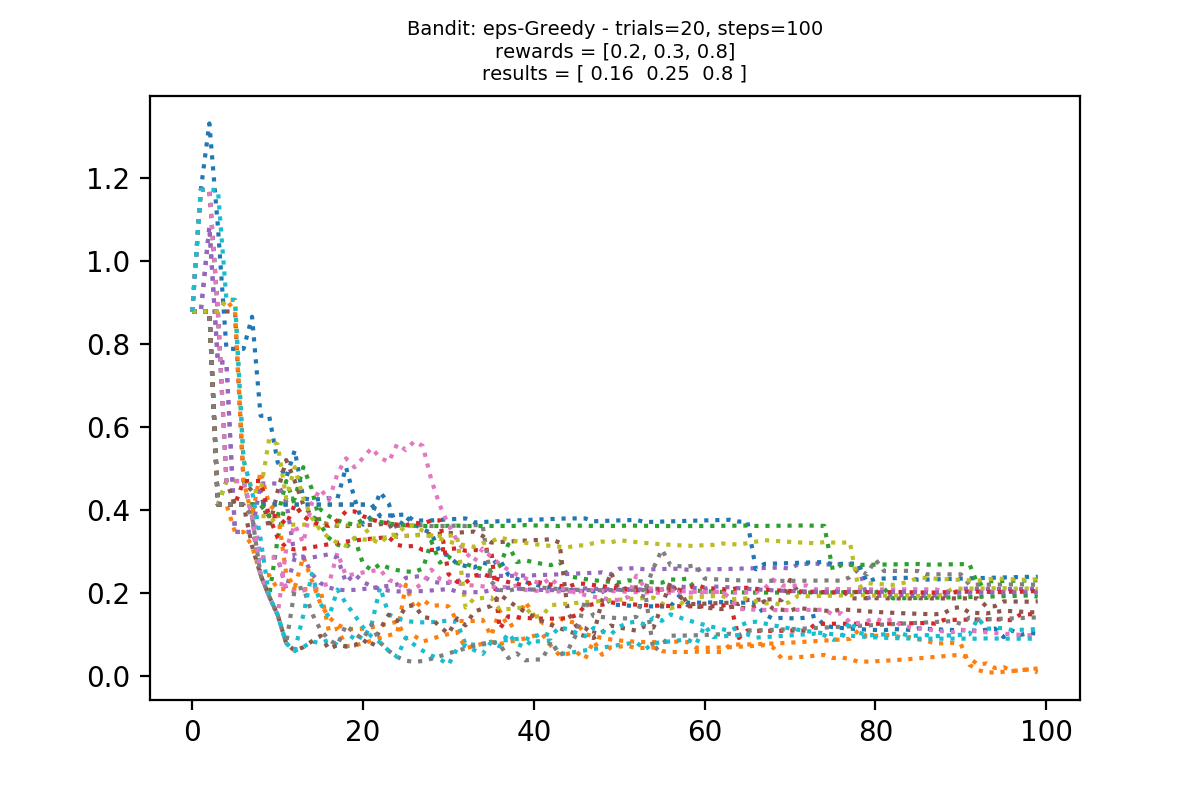 Bandit: eps-Greedy - trials=20, steps=100
rewards = [0.2, 0.3, 0.8]
results = [ 0.16  0.25  0.8 ]
1.2
1.0
0.8
0.6
0.4
0.2
0.0
0 20 40 60 80 100